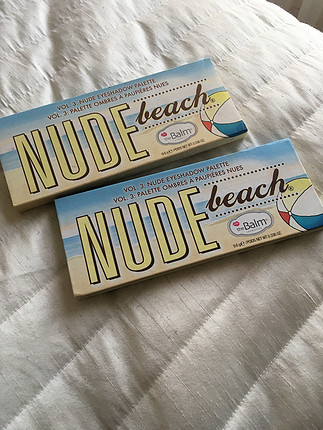 VOL. 3: NUDE EYESHADOW PALETTE
VOL. 3: PALETTE OMBRES À PAUPIÈRES NUES
NUDE beach®
theBalm®
VOL. 3: NUDE EYESHADOW PALETTE
VOL. 3: PALETTE OMBRES À PAUPIÈRES NUES
NUDE beach®
theBalm®